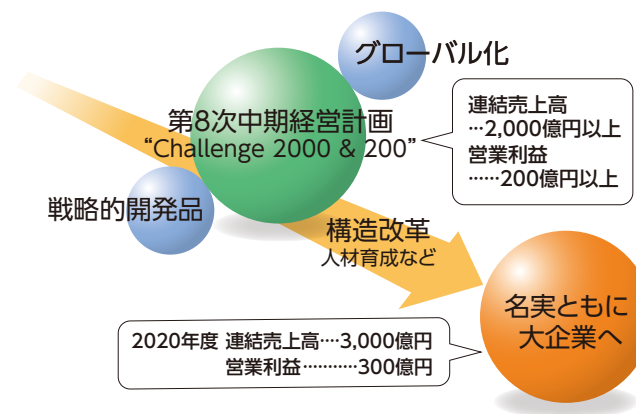 グローバル化
第8次中期経営計画
“Challenge 2000 & 200”
連結売上高
…2,000億円以上
営業利益
……200億円以上
戦略的開発品
構造改革
人材育成など
名実ともに
大企業へ
2020年度 連結売上高‥‥3,000億円
営業利益…………300億円